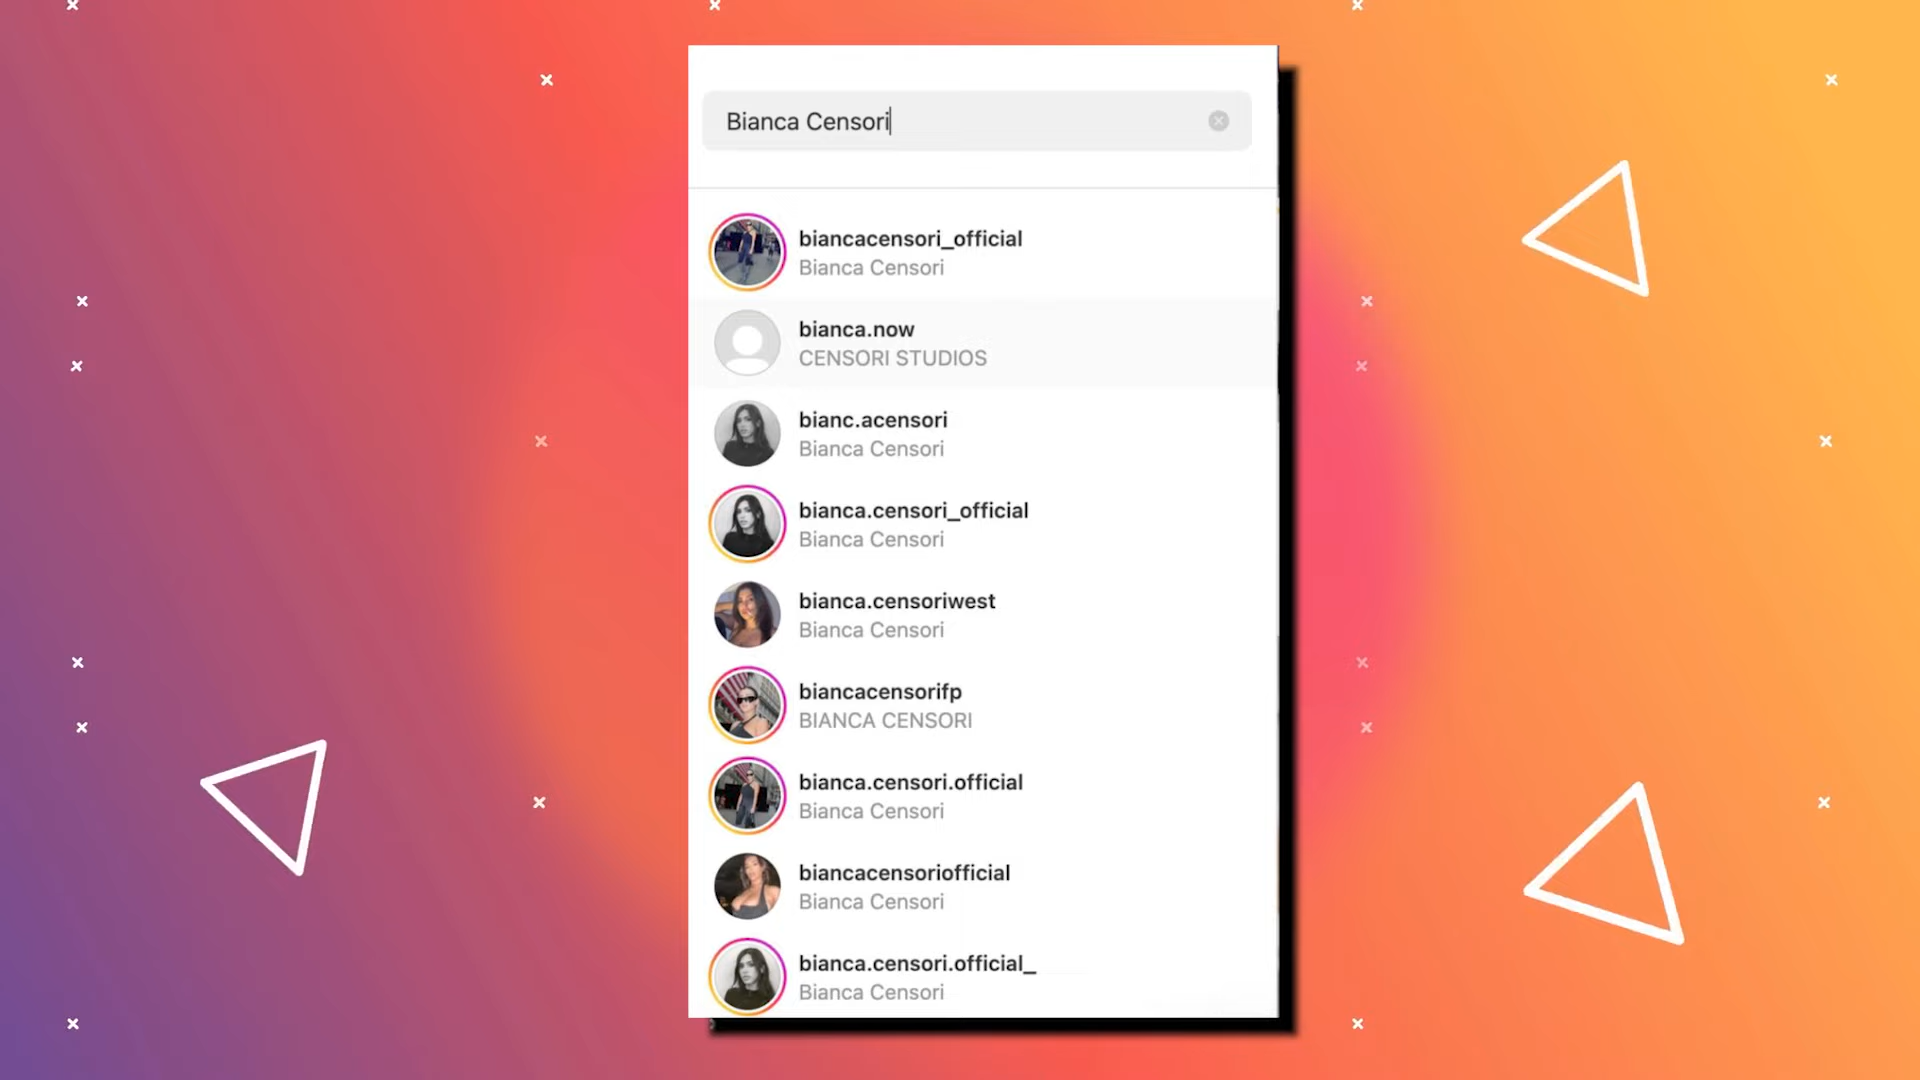 Bianca Censori
biancacensori_official
Bianca Censori
bianca.now
CENSORI STUDIOS
bianc.acensori
Bianca Censori
bianca.censori_official
Bianca Censori
bianca.censoriwest
Bianca Censori
biancacensorifp
BIANCA CENSORI
bianca.censori.official
Bianca Censori
biancacensoriofficial
Bianca Censori
bianca.censori.official_
Bianca Censori